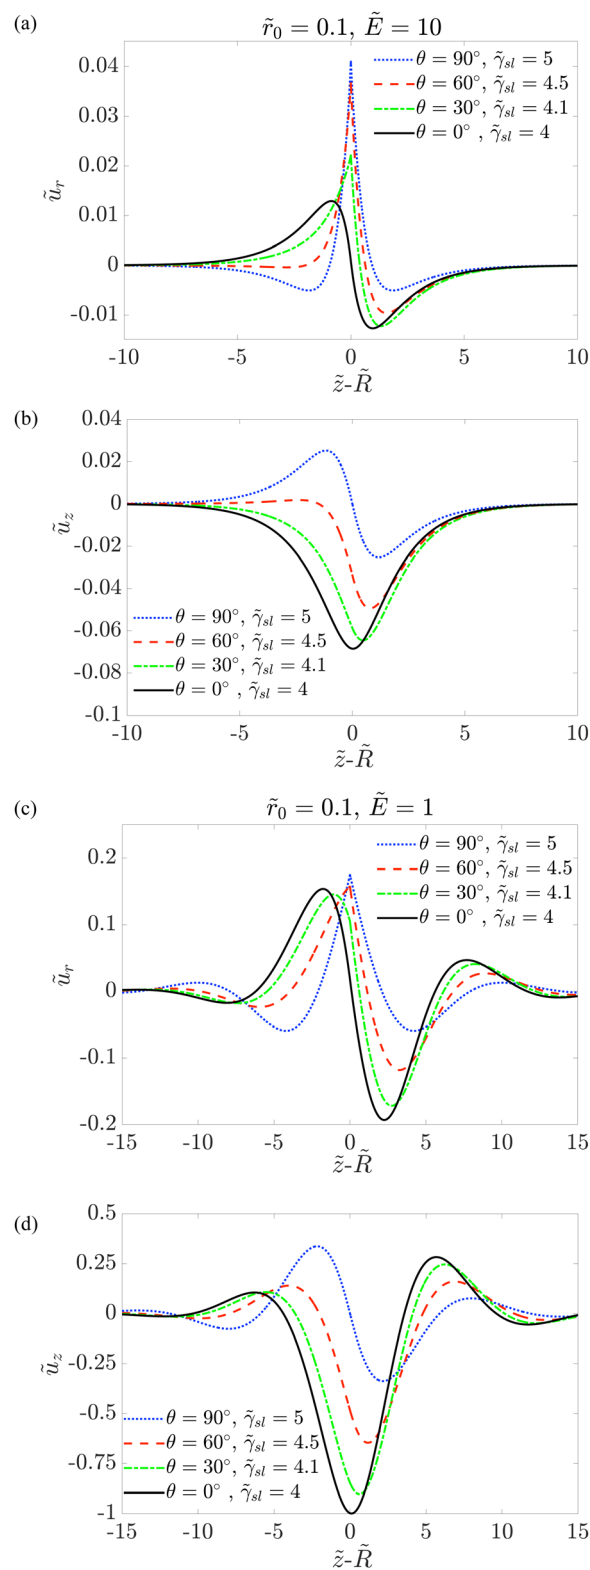 (a)
r̃₀ = 0.1, Ẽ = 10
0.04
0.03
0.02
0.01
0
-0.01
ũᵣ
θ = 90°, γ̃ₛₗ = 5
θ = 60°, γ̃ₛₗ = 4.5
θ = 30°, γ̃ₛₗ = 4.1
θ = 0° , γ̃ₛₗ = 4
-10 -5 0 5 10
z̃-R̃
(b)
0.04
0.02
0
-0.02
-0.04
-0.06
-0.08
-0.1
ũ_z
θ = 90°, γ̃ₛₗ = 5
θ = 60°, γ̃ₛₗ = 4.5
θ = 30°, γ̃ₛₗ = 4.1
θ = 0° , γ̃ₛₗ = 4
-10 -5 0 5 10
z̃-R̃
(c)
r̃₀ = 0.1, Ẽ = 1
0.2
0.1
0
-0.1
-0.2
ũᵣ
θ = 90°, γ̃ₛₗ = 5
θ = 60°, γ̃ₛₗ = 4.5
θ = 30°, γ̃ₛₗ = 4.1
θ = 0° , γ̃ₛₗ = 4
-15 -10 -5 0 5 10 15
z̃-R̃
(d)
0.5
0.25
0
-0.25
-0.5
-0.75
-1
ũ_z
θ = 90°, γ̃ₛₗ = 5
θ = 60°, γ̃ₛₗ = 4.5
θ = 30°, γ̃ₛₗ = 4.1
θ = 0° , γ̃ₛₗ = 4
-15 -10 -5 0 5 10 15
z̃-R̃